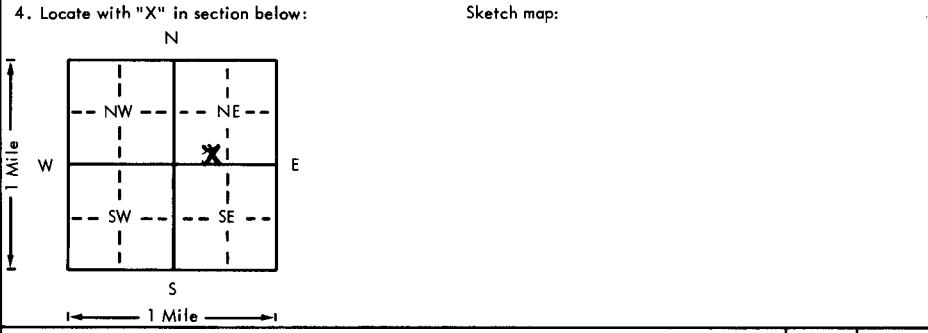 4. Locate with "X" in section below:
Sketch map:
N
NW NE
X
W E
1 Mile
SW SE
S
1 Mile